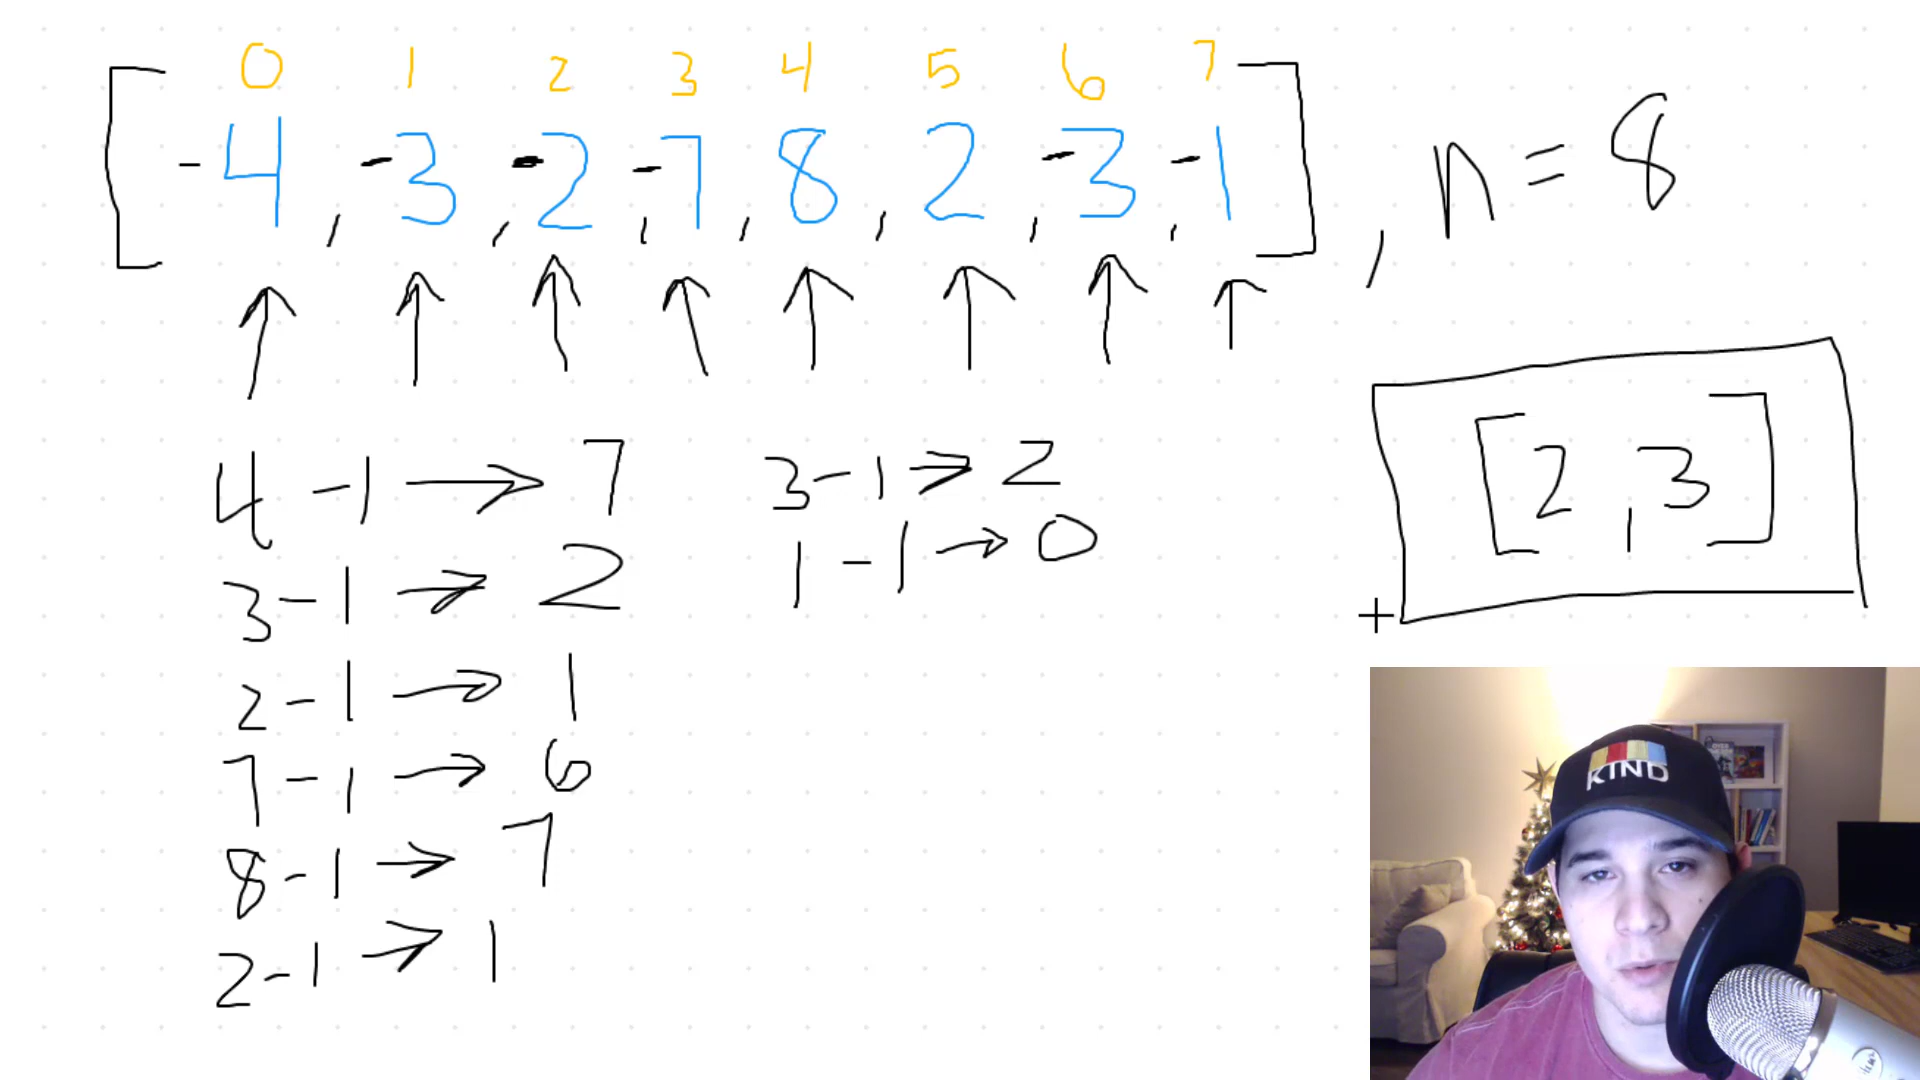 0 1 2 3 4 5 6 7
[-4, -3, -2, -7, 8, 2, -3, -1], n = 8
4 - 1 → 7
3 - 1 → 2
2 - 1 → 1
7 - 1 → 6
8 - 1 → 7
2 - 1 → 1
3 - 1 → 2
1 - 1 → 0
[2, 3]
KIND